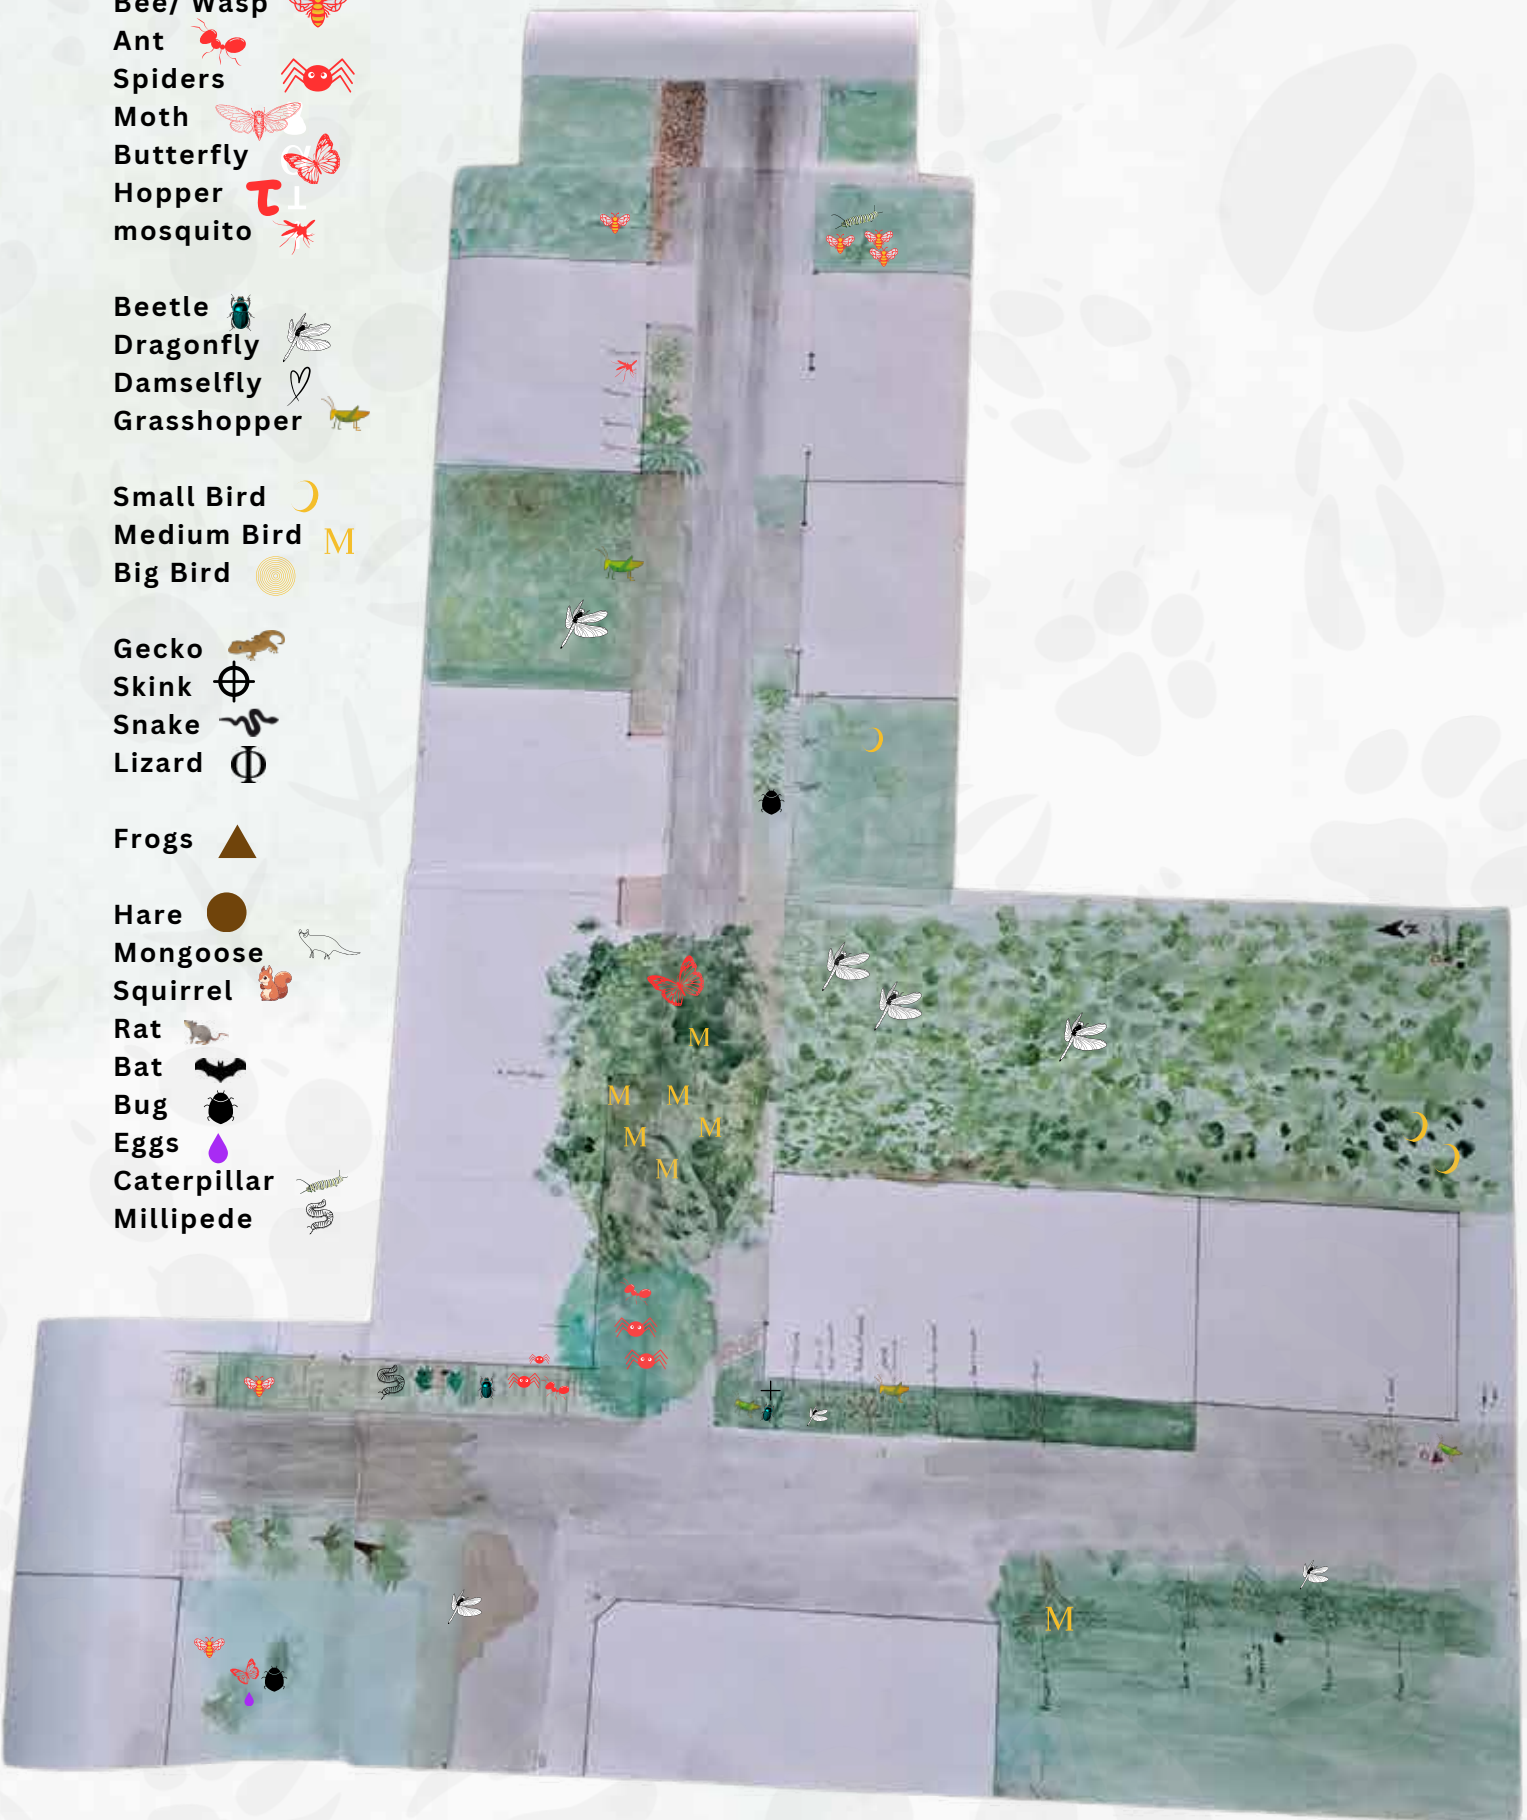 Bee/ Wasp
Ant
Spiders
Moth
Butterfly
Hopper
mosquito
Beetle
Dragonfly
Damselfly
Grasshopper
Small Bird
Medium Bird M
Big Bird
Gecko
Skink
Snake
Lizard Φ
Frogs
Hare
Mongoose
Squirrel
Rat
Bat
Bug
Eggs
Caterpillar
Millipede
M
M M
M M
M
M